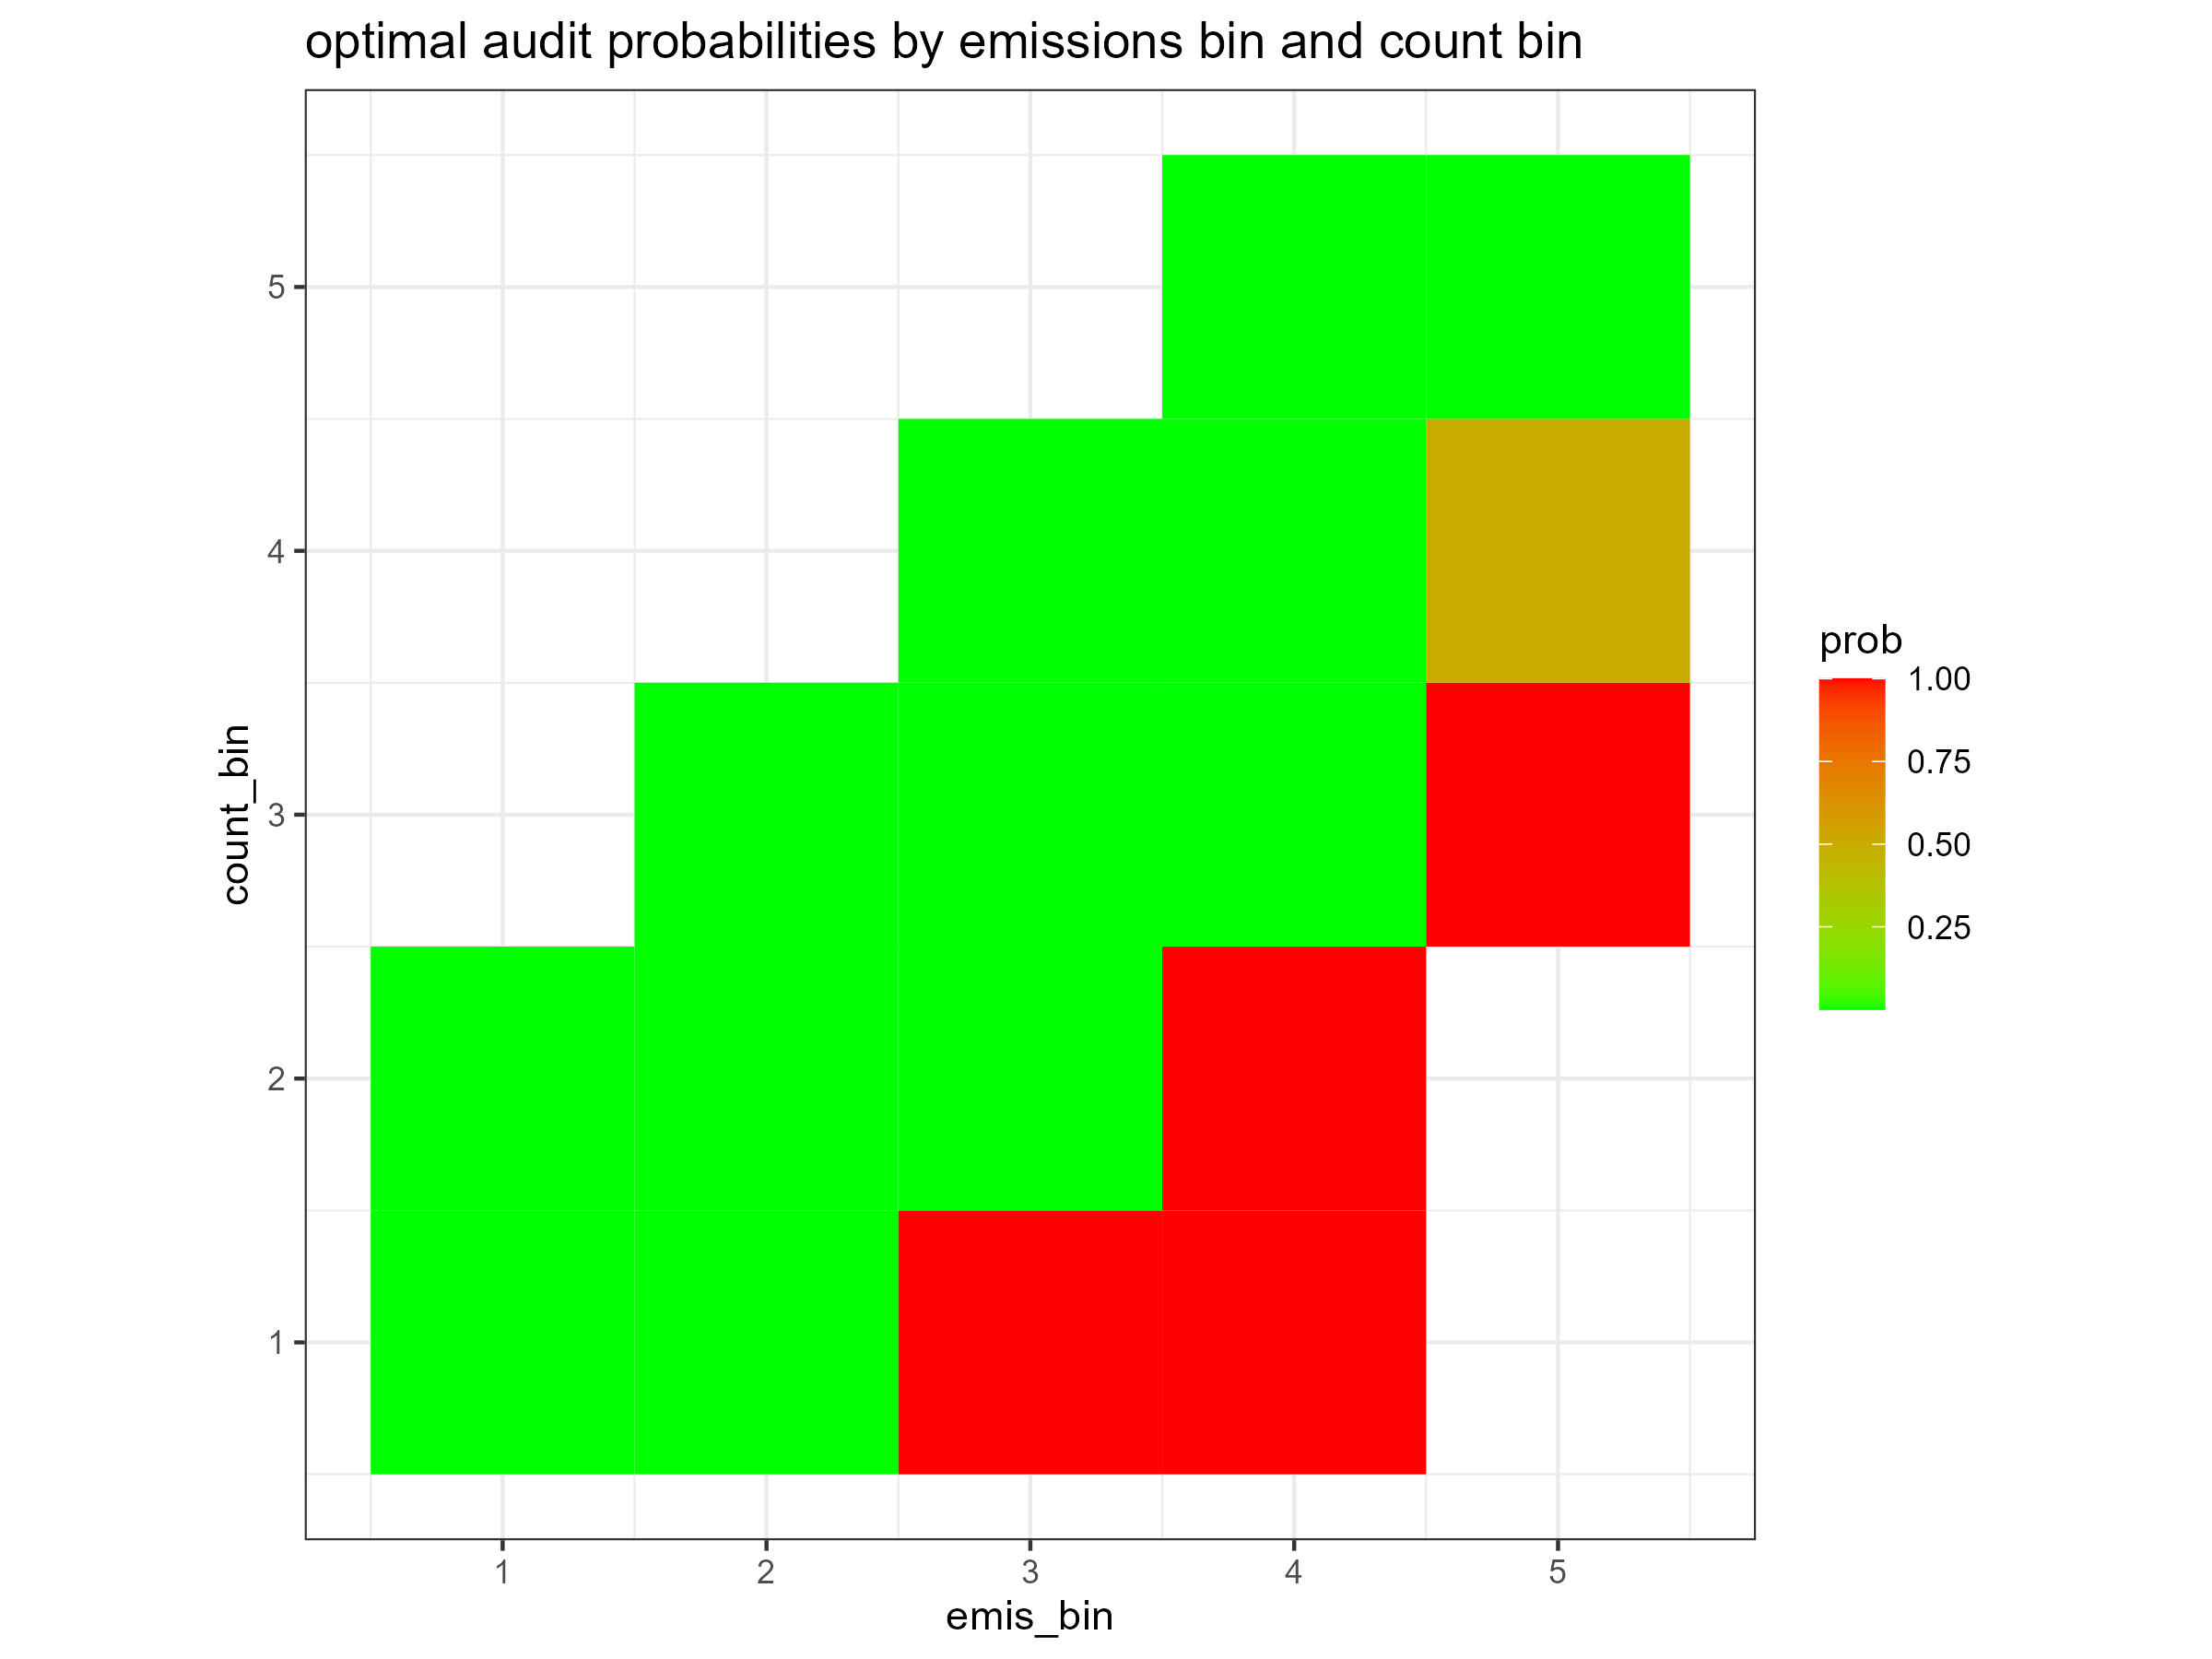 optimal audit probabilities by emissions bin and count bin
5
4
3
2
1
count_bin
1 2 3 4 5
emis_bin
prob
1.00
0.75
0.50
0.25